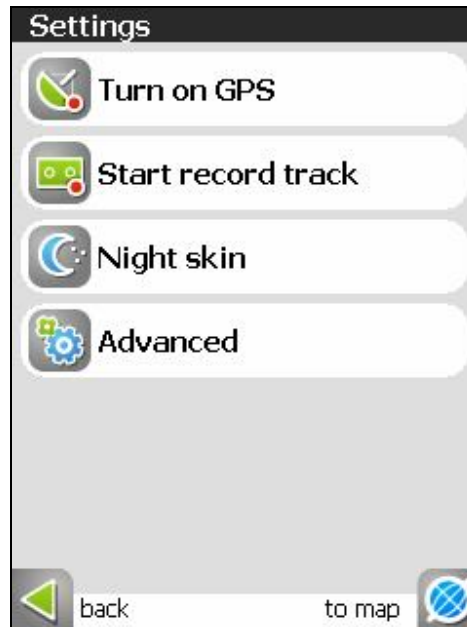 Settings
Turn on GPS
Start record track
Night skin
Advanced
back to map